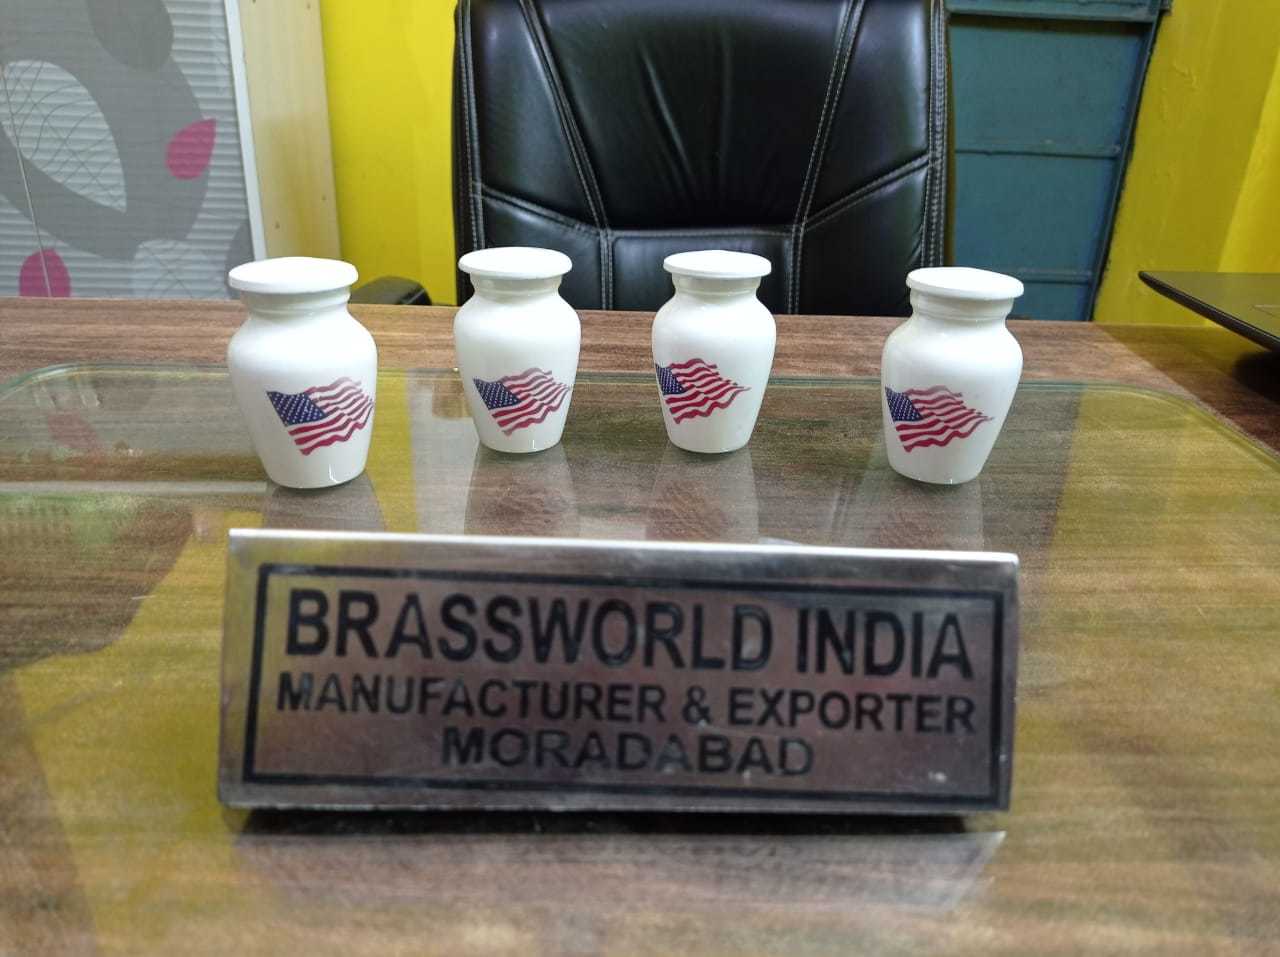 BRASSWORLD INDIA
MANUFACTURER & EXPORTER
MORADABAD